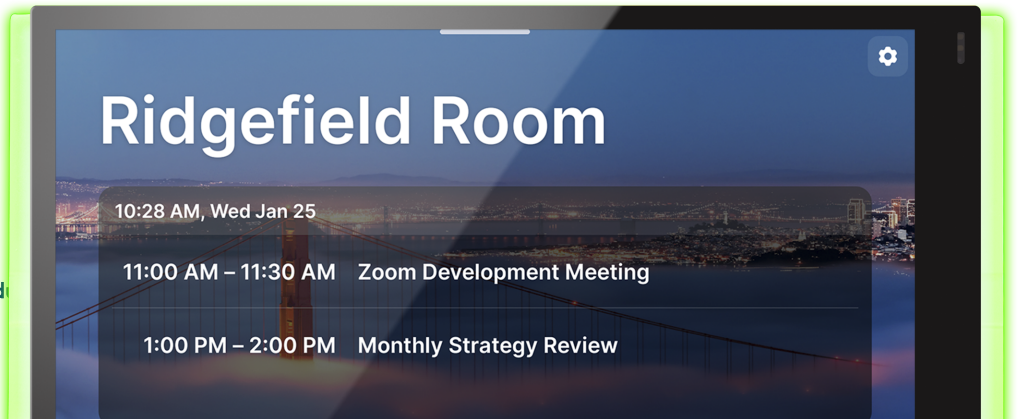 Ridgefield Room
10:28 AM, Wed Jan 25
11:00 AM – 11:30 AM Zoom Development Meeting
1:00 PM – 2:00 PM Monthly Strategy Review